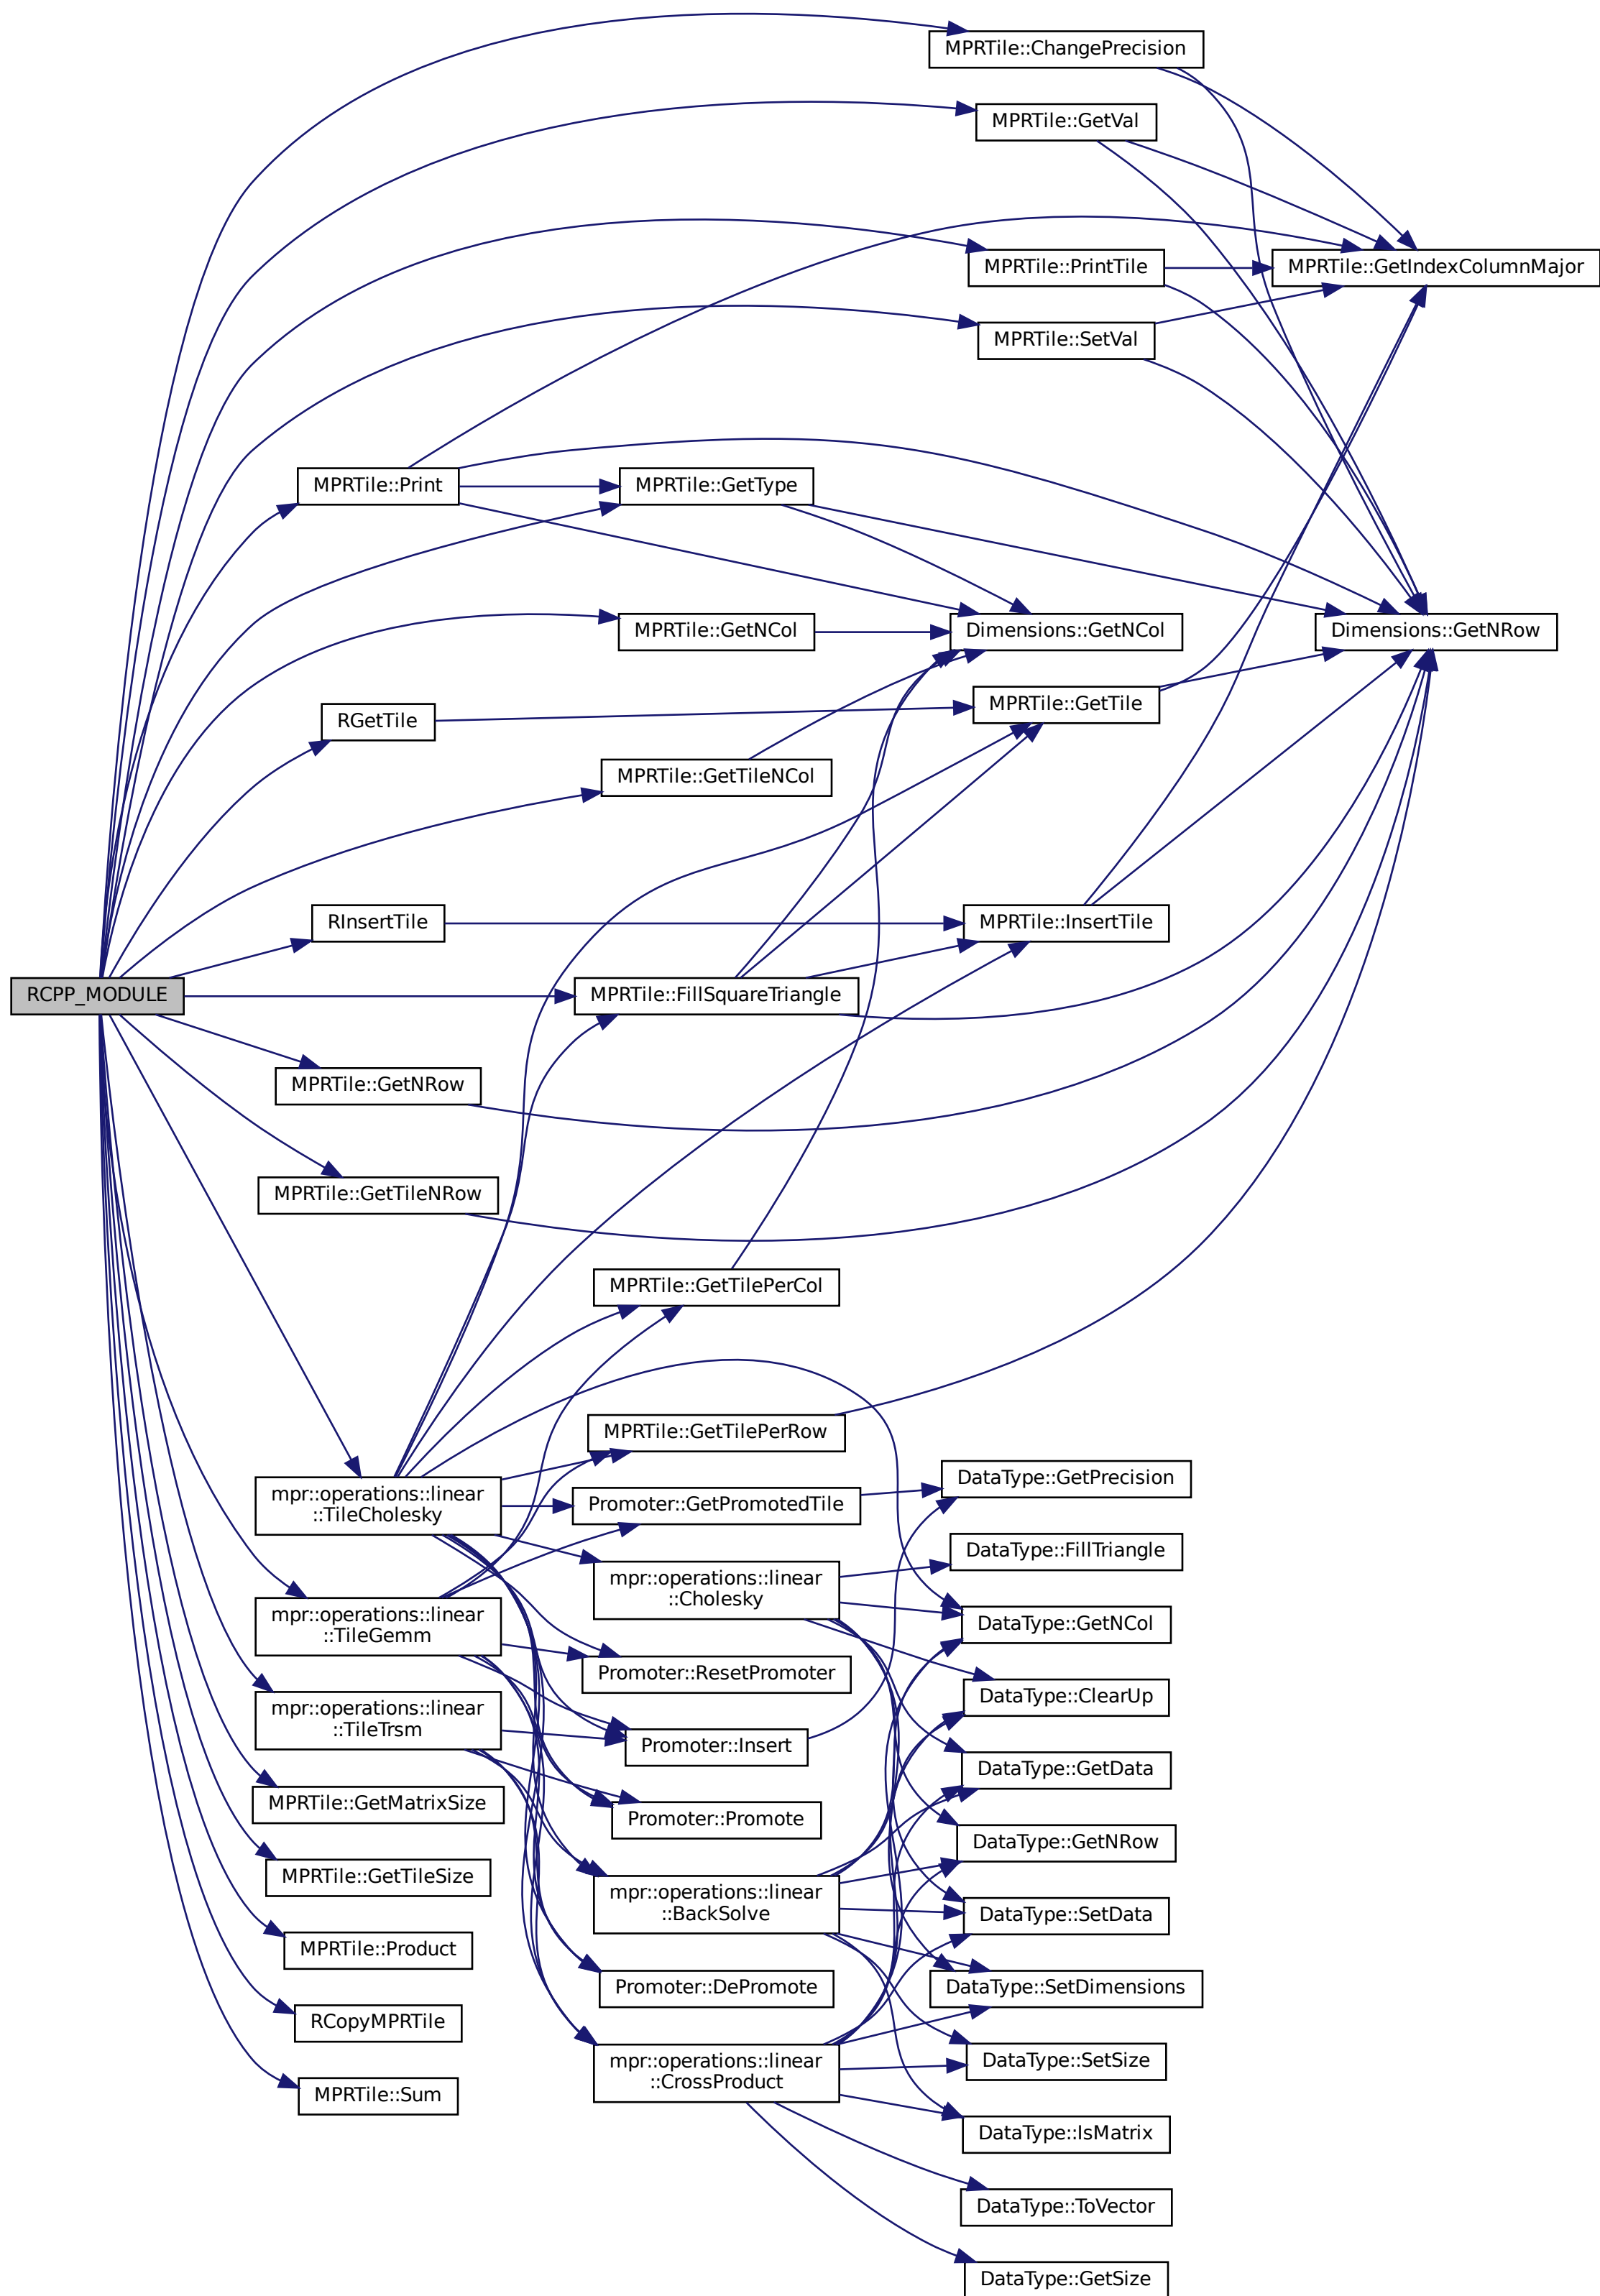 MPRTile::ChangePrecision
MPRTile::GetVal
MPRTile::PrintTile
MPRTile::GetIndexColumnMajor
MPRTile::SetVal
MPRTile::Print
MPRTile::GetType
MPRTile::GetNCol
Dimensions::GetNCol
Dimensions::GetNRow
RGetTile
MPRTile::GetTile
MPRTile::GetTileNCol
RInsertTile
MPRTile::InsertTile
RCPP_MODULE
MPRTile::FillSquareTriangle
MPRTile::GetNRow
MPRTile::GetTileNRow
MPRTile::GetTilePerCol
MPRTile::GetTilePerRow
DataType::GetPrecision
mpr::operations::linear
::TileCholesky
Promoter::GetPromotedTile
DataType::FillTriangle
mpr::operations::linear
::Cholesky
mpr::operations::linear
::TileGemm
DataType::GetNCol
Promoter::ResetPromoter
DataType::ClearUp
mpr::operations::linear
::TileTrsm
Promoter::Insert
DataType::GetData
MPRTile::GetMatrixSize
Promoter::Promote
DataType::GetNRow
MPRTile::GetTileSize
mpr::operations::linear
::BackSolve
DataType::SetData
MPRTile::Product
Promoter::DePromote
DataType::SetDimensions
RCopyMPRTile
mpr::operations::linear
::CrossProduct
DataType::SetSize
MPRTile::Sum
DataType::IsMatrix
DataType::ToVector
DataType::GetSize